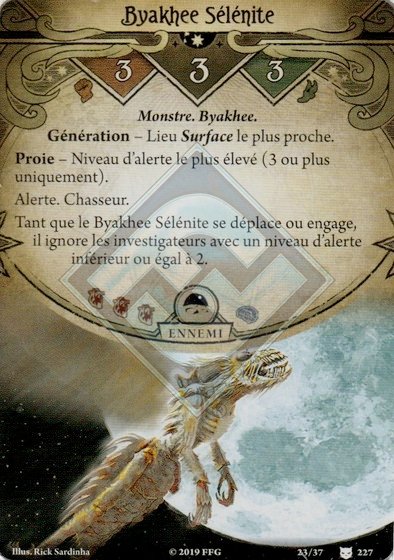 Byakhee Sélénite
3 3 3
Monstre. Byakhee.
Génération – Lieu Surface le plus proche.
Proie – Niveau d'alerte le plus élevé (3 ou plus
uniquement).
Alerte. Chasseur.
Tant que le Byakhee Sélénite se déplace ou engage,
il ignore les investigateurs avec un niveau d'alerte
inférieur ou égal à 2.
ENNEMI
Illus. Rick Sardinha © 2019 FFG 23/37 227